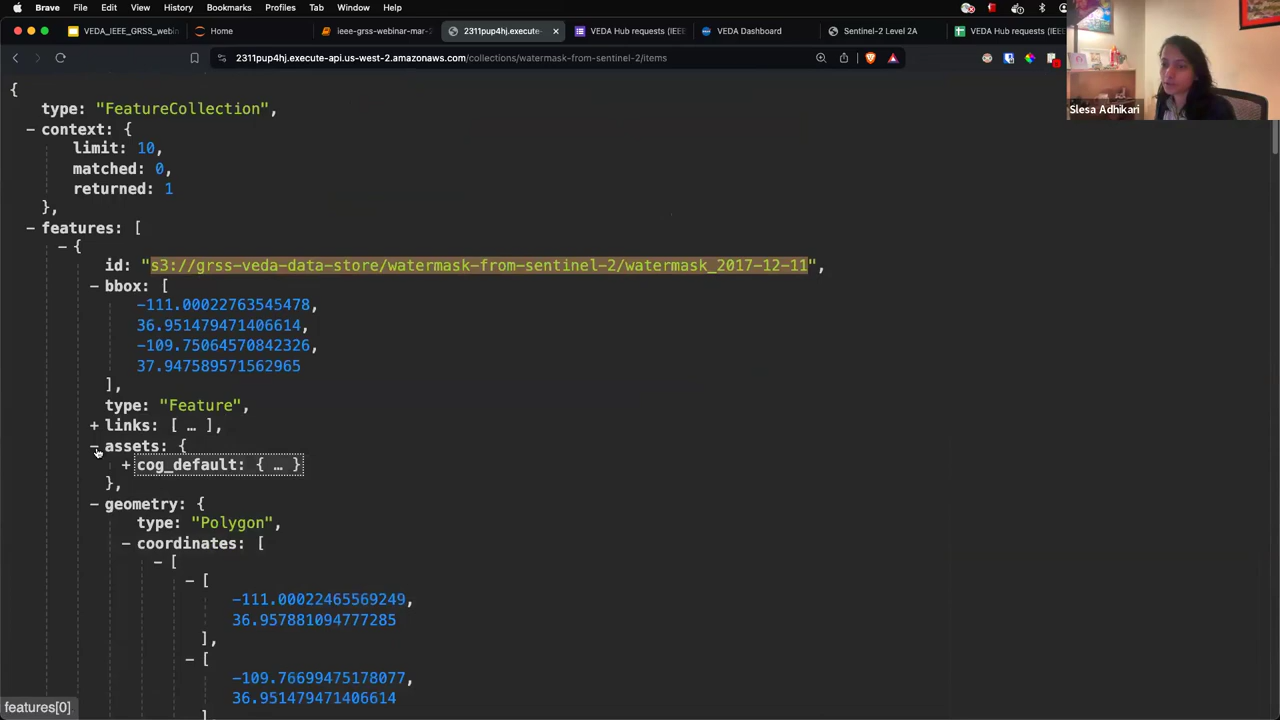 Brave File Edit View History Bookmarks Profiles Tab Window Help
VEDA_IEEE_GRSS_webin
Home
ieee-grss-webinar-mar-2
2311pup4hj.execute-
VEDA Hub requests (IEEE
VEDA Dashboard
Sentinel-2 Level 2A
VEDA Hub requests (IEEE
2311pup4hj.execute-api.us-west-2.amazonaws.com/collections/watermask-from-sentinel-2/items
Slesa Adhikari
{
type: "FeatureCollection",
− context: {
limit: 10,
matched: 0,
returned: 1
},
− features: [
− {
id: "s3://grss-veda-data-store/watermask-from-sentinel-2/watermask_2017-12-11",
− bbox: [
-111.00022763545478,
36.951479471406614,
-109.75064570842326,
37.947589571562965
],
type: "Feature",
+ links: [ … ],
− assets: {
+ cog_default: { … }
},
− geometry: {
type: "Polygon",
− coordinates: [
− [
− [
-111.00022465569249,
36.957881094777285
],
− [
-109.76699475178077,
36.951479471406614
],
features[0]